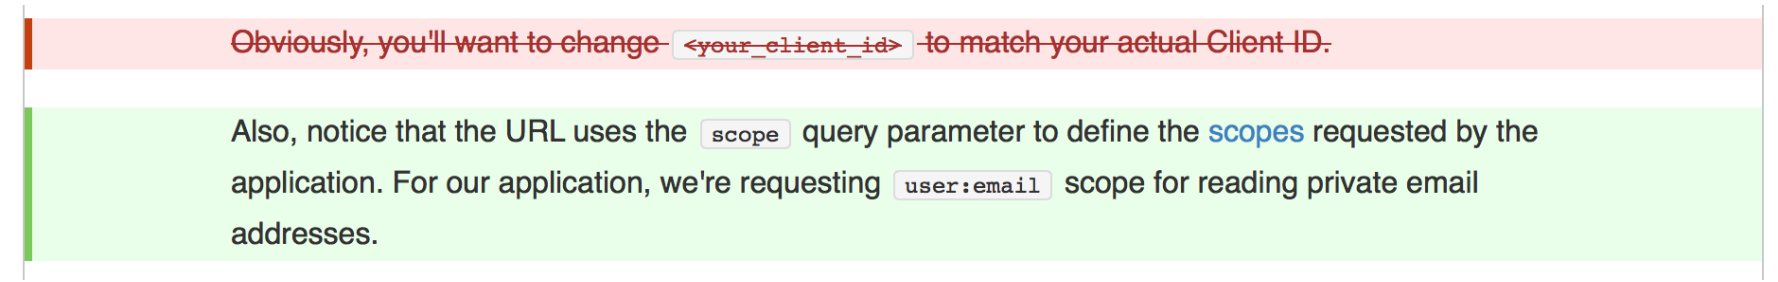 Obviously, you'll want to change <your_client_id> to match your actual Client ID.
Also, notice that the URL uses the scope query parameter to define the scopes requested by the
application. For our application, we're requesting user:email scope for reading private email
addresses.